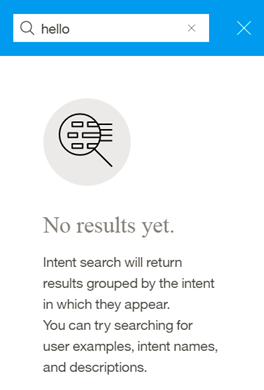 hello
No results yet.
Intent search will return
results grouped by the intent
in which they appear.
You can try searching for
user examples, intent names,
and descriptions.